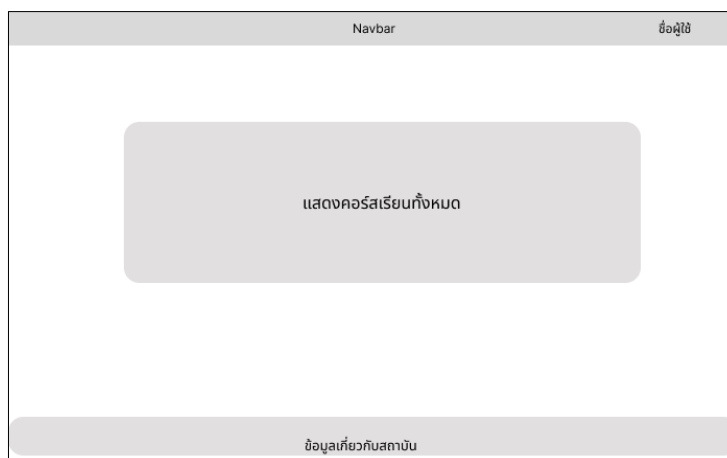 Navbar
ชื่อผู้ใช้
แสดงคอร์สเรียนทั้งหมด
ข้อมูลเกี่ยวกับสถาบัน